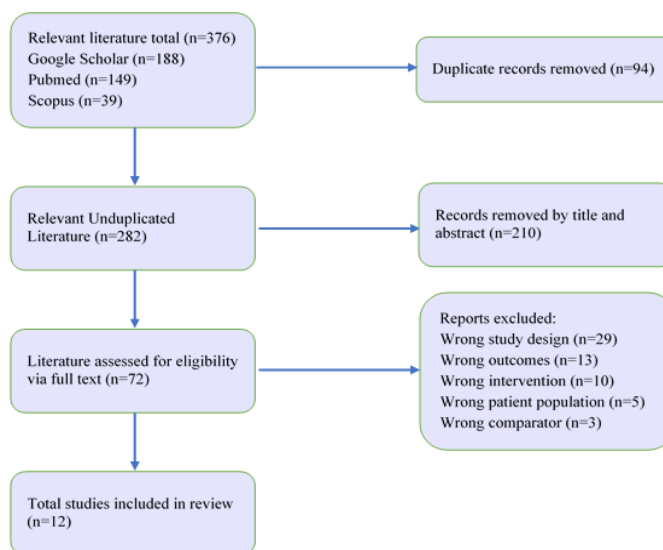 Relevant literature total (n=376)
Google Scholar (n=188)
Pubmed (n=149)
Scopus (n=39)
Duplicate records removed (n=94)
Relevant Unduplicated
Literature (n=282)
Records removed by title and
abstract (n=210)
Literature assessed for eligibility
via full text (n=72)
Reports excluded:
Wrong study design (n=29)
Wrong outcomes (n=13)
Wrong intervention (n=10)
Wrong patient population (n=5)
Wrong comparator (n=3)
Total studies included in review
(n=12)